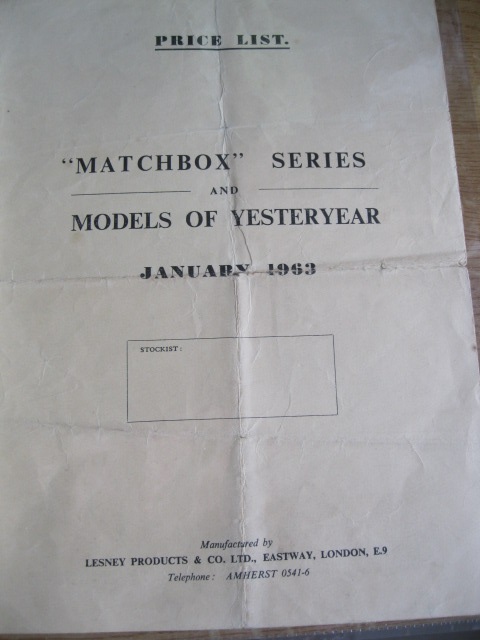 PRICE LIST.
"MATCHBOX" SERIES
AND
MODELS OF YESTERYEAR
JANUARY 1963
STOCKIST :
Manufactured by
LESNEY PRODUCTS & CO. LTD., EASTWAY, LONDON, E.9
Telephone : AMHERST 0541-6